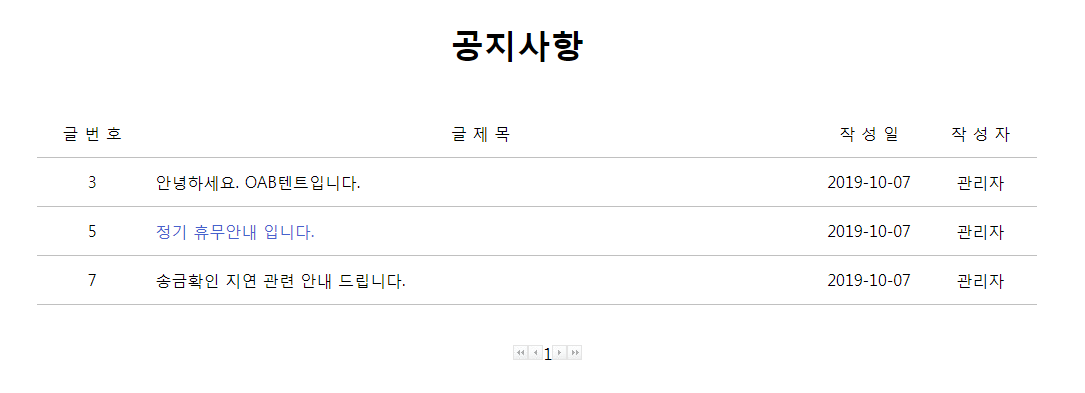 공지사항
글 번 호 글 제 목 작 성 일 작 성 자
3 안녕하세요. OAB텐트입니다. 2019-10-07 관리자
5 정기 휴무안내 입니다. 2019-10-07 관리자
7 송금확인 지연 관련 안내 드립니다. 2019-10-07 관리자
1